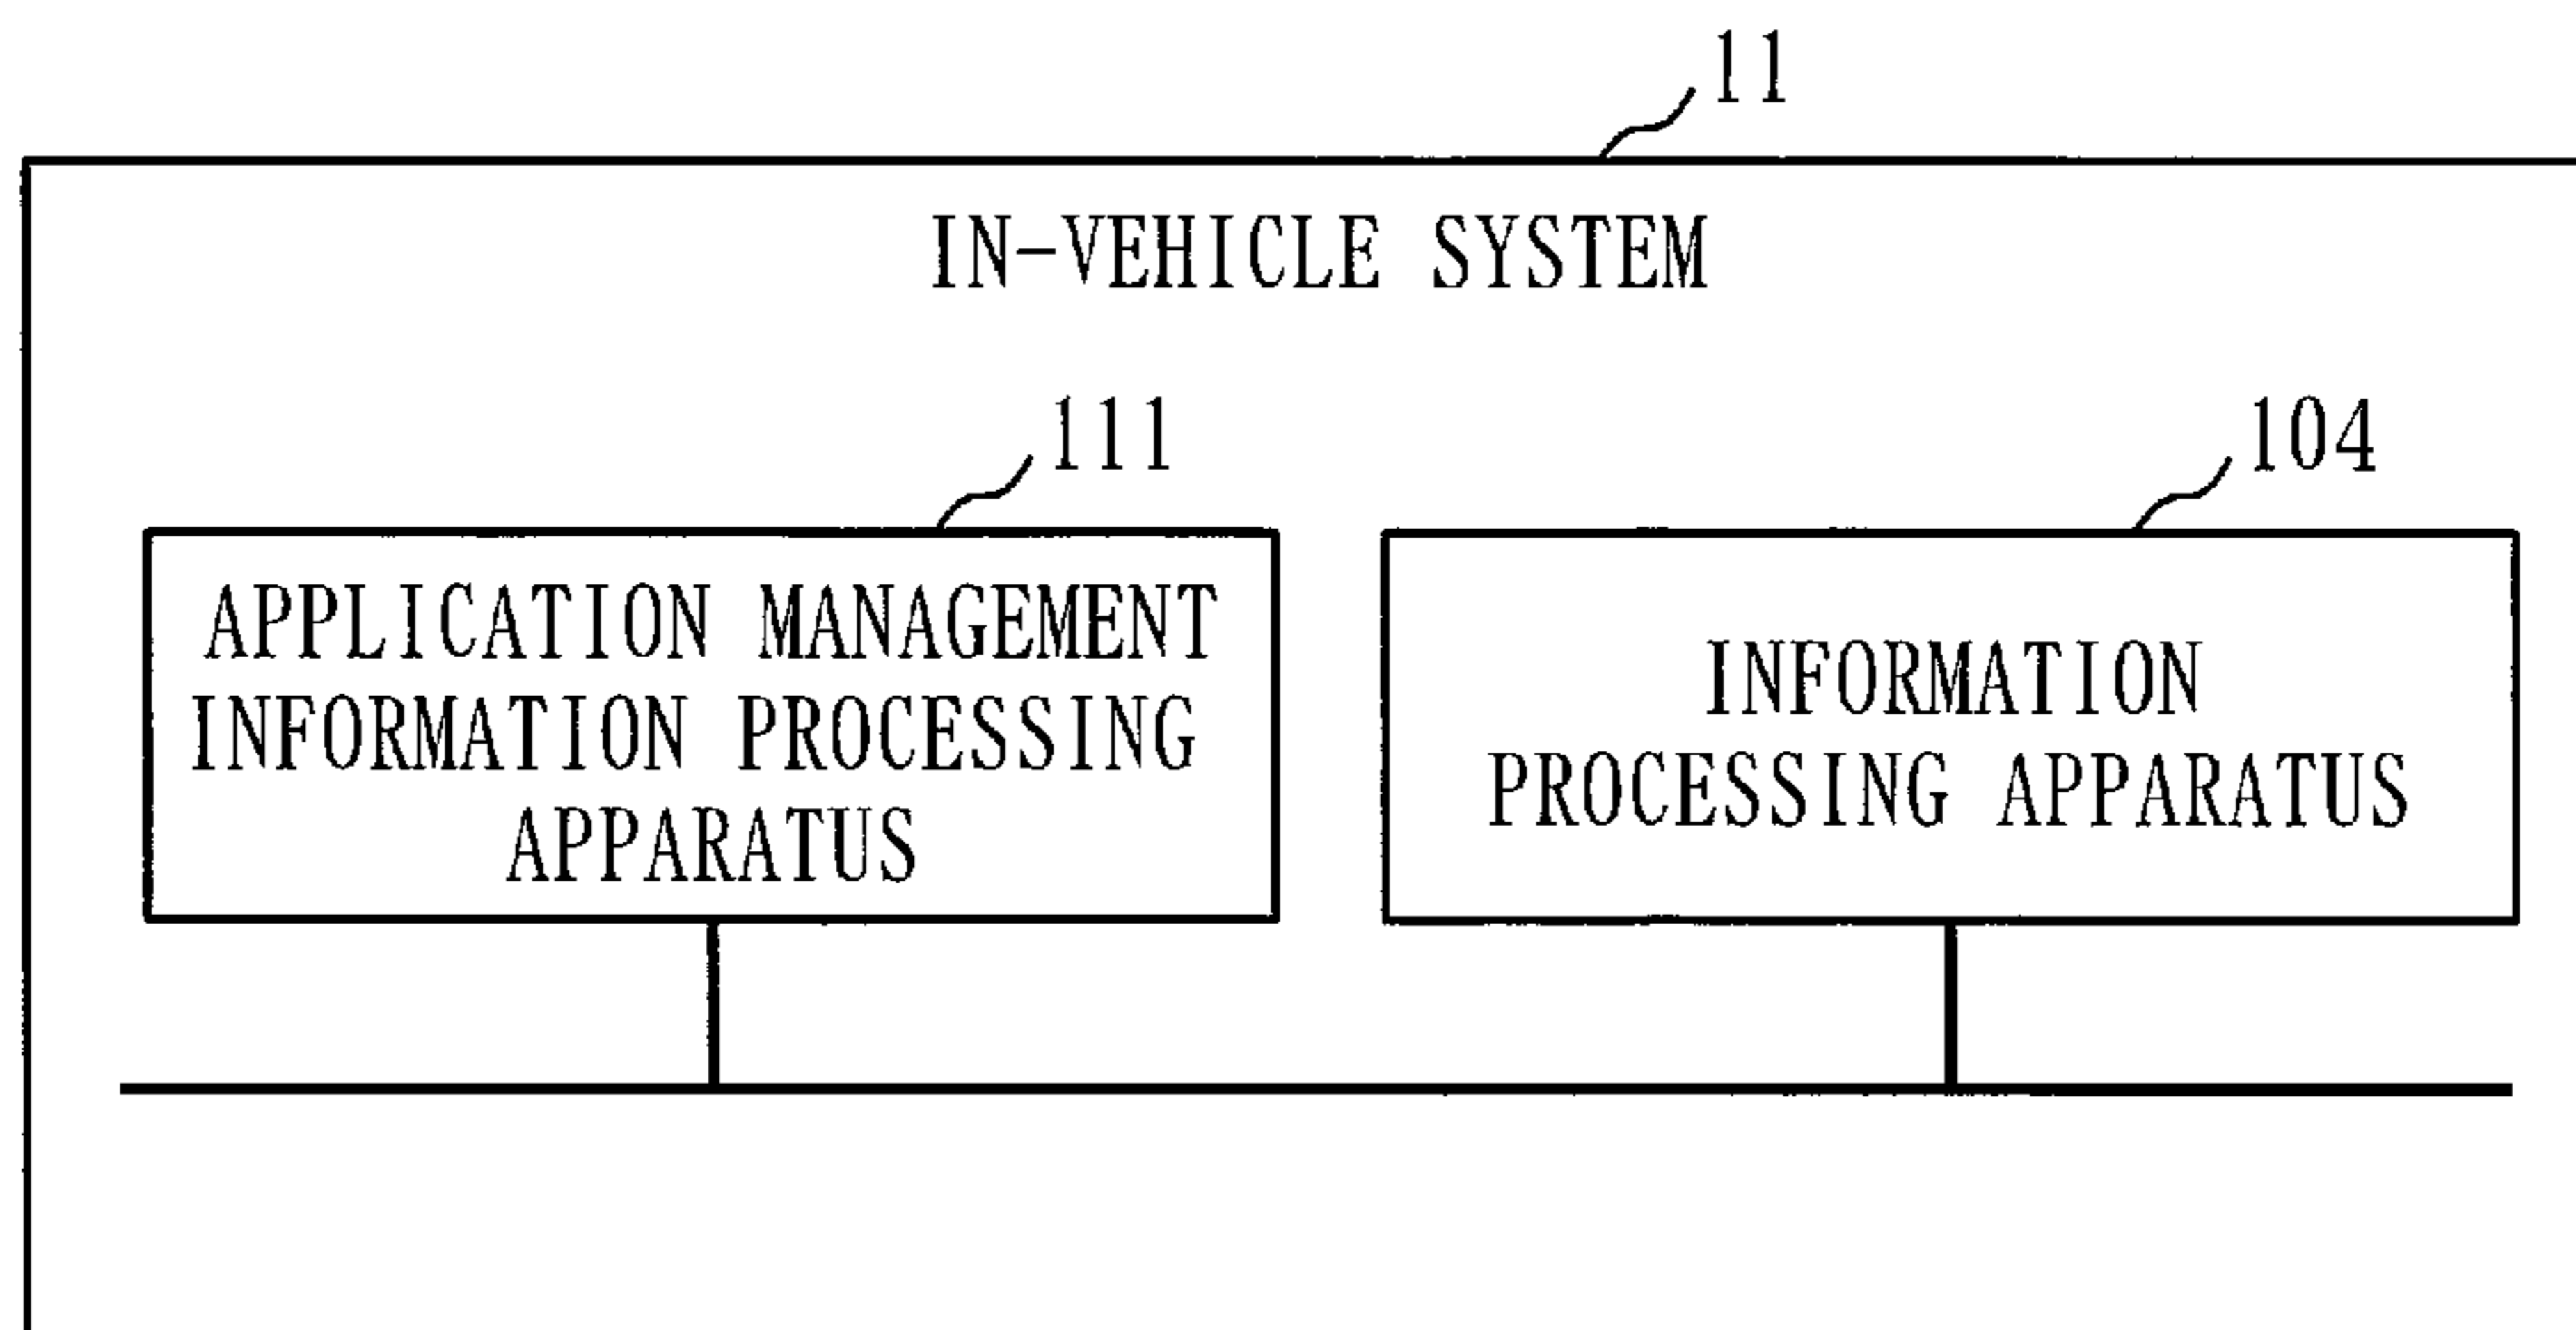 11
IN-VEHICLE SYSTEM
111
104
APPLICATION MANAGEMENT
INFORMATION PROCESSING
APPARATUS
INFORMATION
PROCESSING APPARATUS